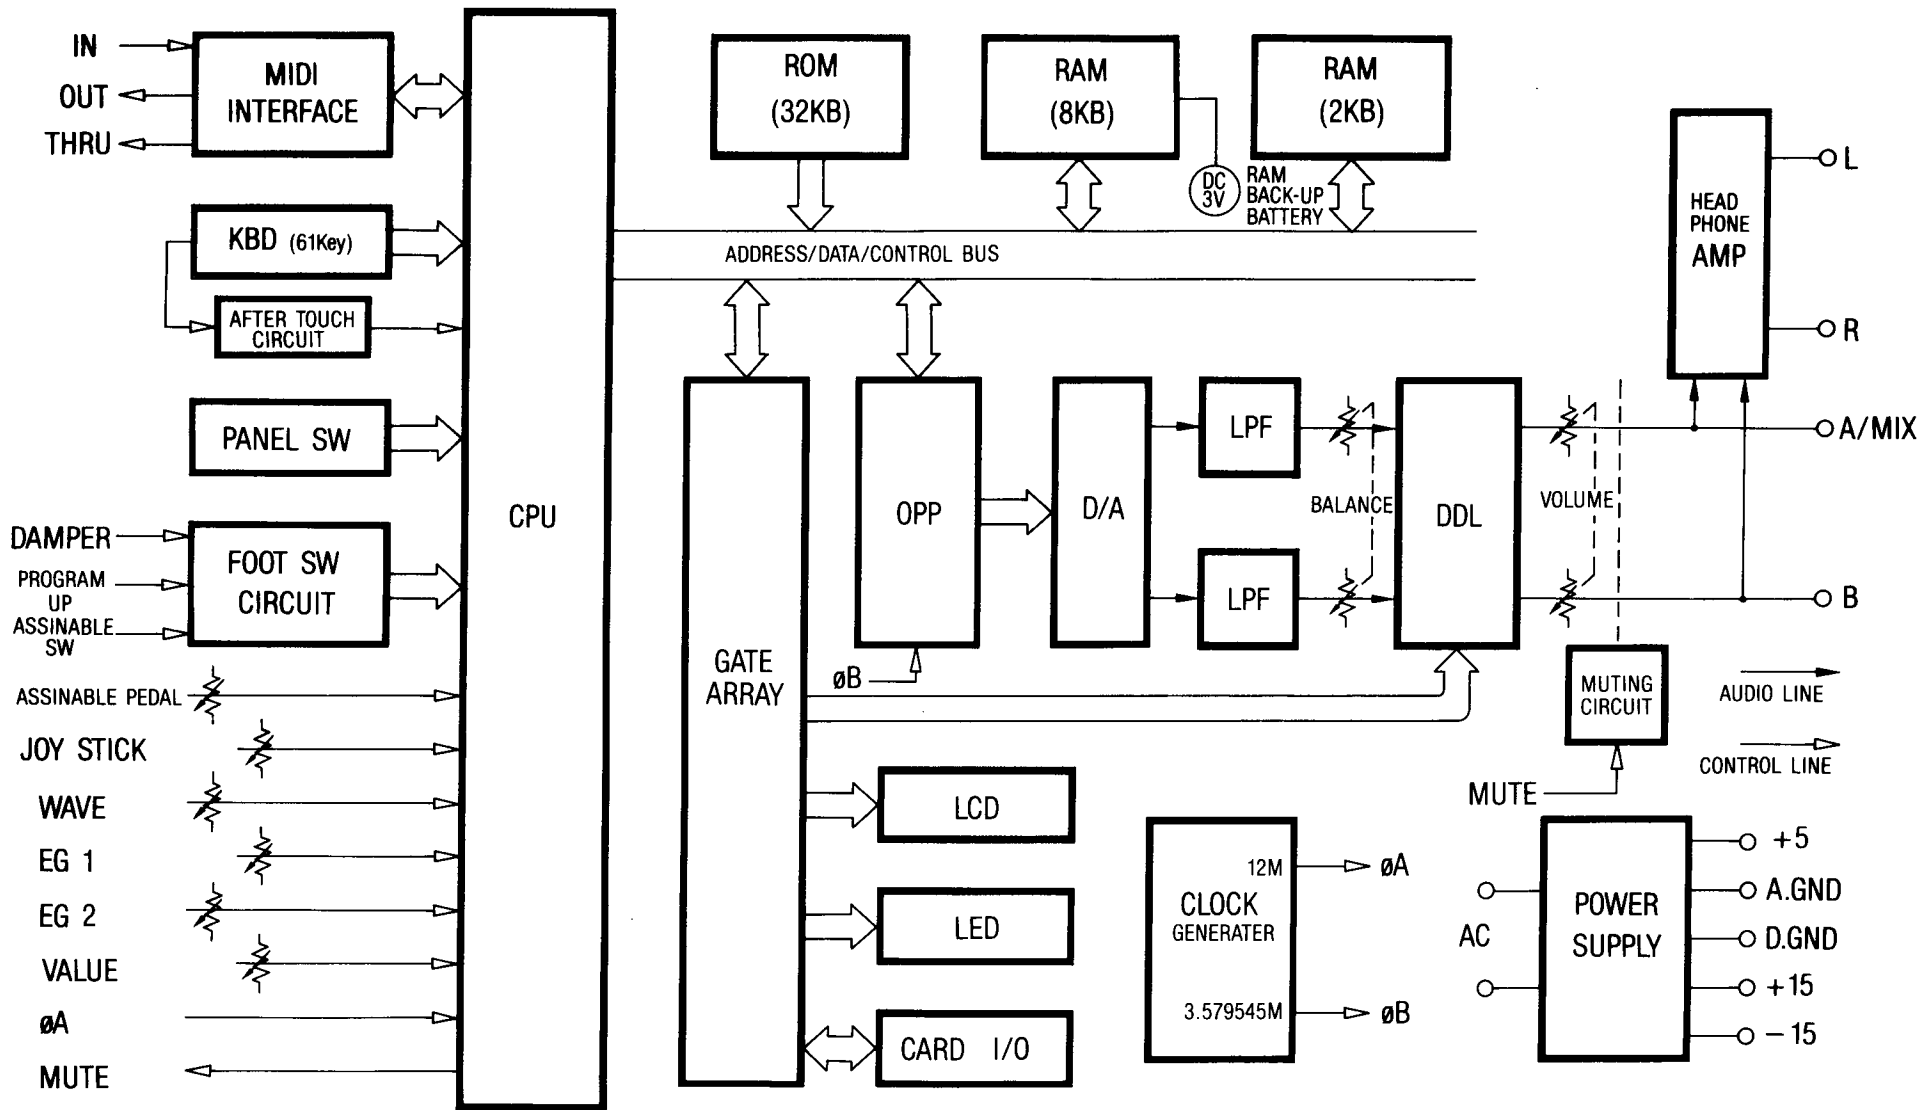 IN
OUT
THRU
MIDI
INTERFACE
KBD (61Key)
AFTER TOUCH
CIRCUIT
PANEL SW
DAMPER
PROGRAM
UP
ASSINABLE
SW
FOOT SW
CIRCUIT
ASSINABLE PEDAL
JOY STICK
WAVE
EG 1
EG 2
VALUE
øA
MUTE
CPU
ROM
(32KB)
RAM
(8KB)
RAM
(2KB)
DC
3V
RAM
BACK-UP
BATTERY
ADDRESS/DATA/CONTROL BUS
GATE
ARRAY
OPP
øB
D/A
LPF
LPF
BALANCE
DDL
VOLUME
HEAD
PHONE
AMP
L
R
A/MIX
B
MUTING
CIRCUIT
MUTE
AUDIO LINE
CONTROL LINE
LCD
LED
CARD I/O
CLOCK
GENERATER
12M
øA
3.579545M
øB
AC
POWER
SUPPLY
+5
A.GND
D.GND
+15
−15